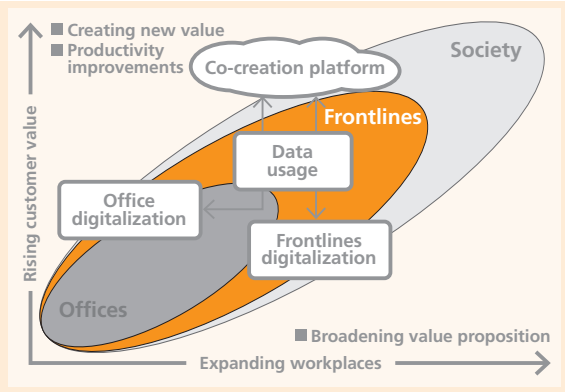 Creating new value
Productivity
improvements
Co-creation platform
Society
Frontlines
Data
usage
Office
digitalization
Frontlines
digitalization
Offices
Rising customer value
Broadening value proposition
Expanding workplaces